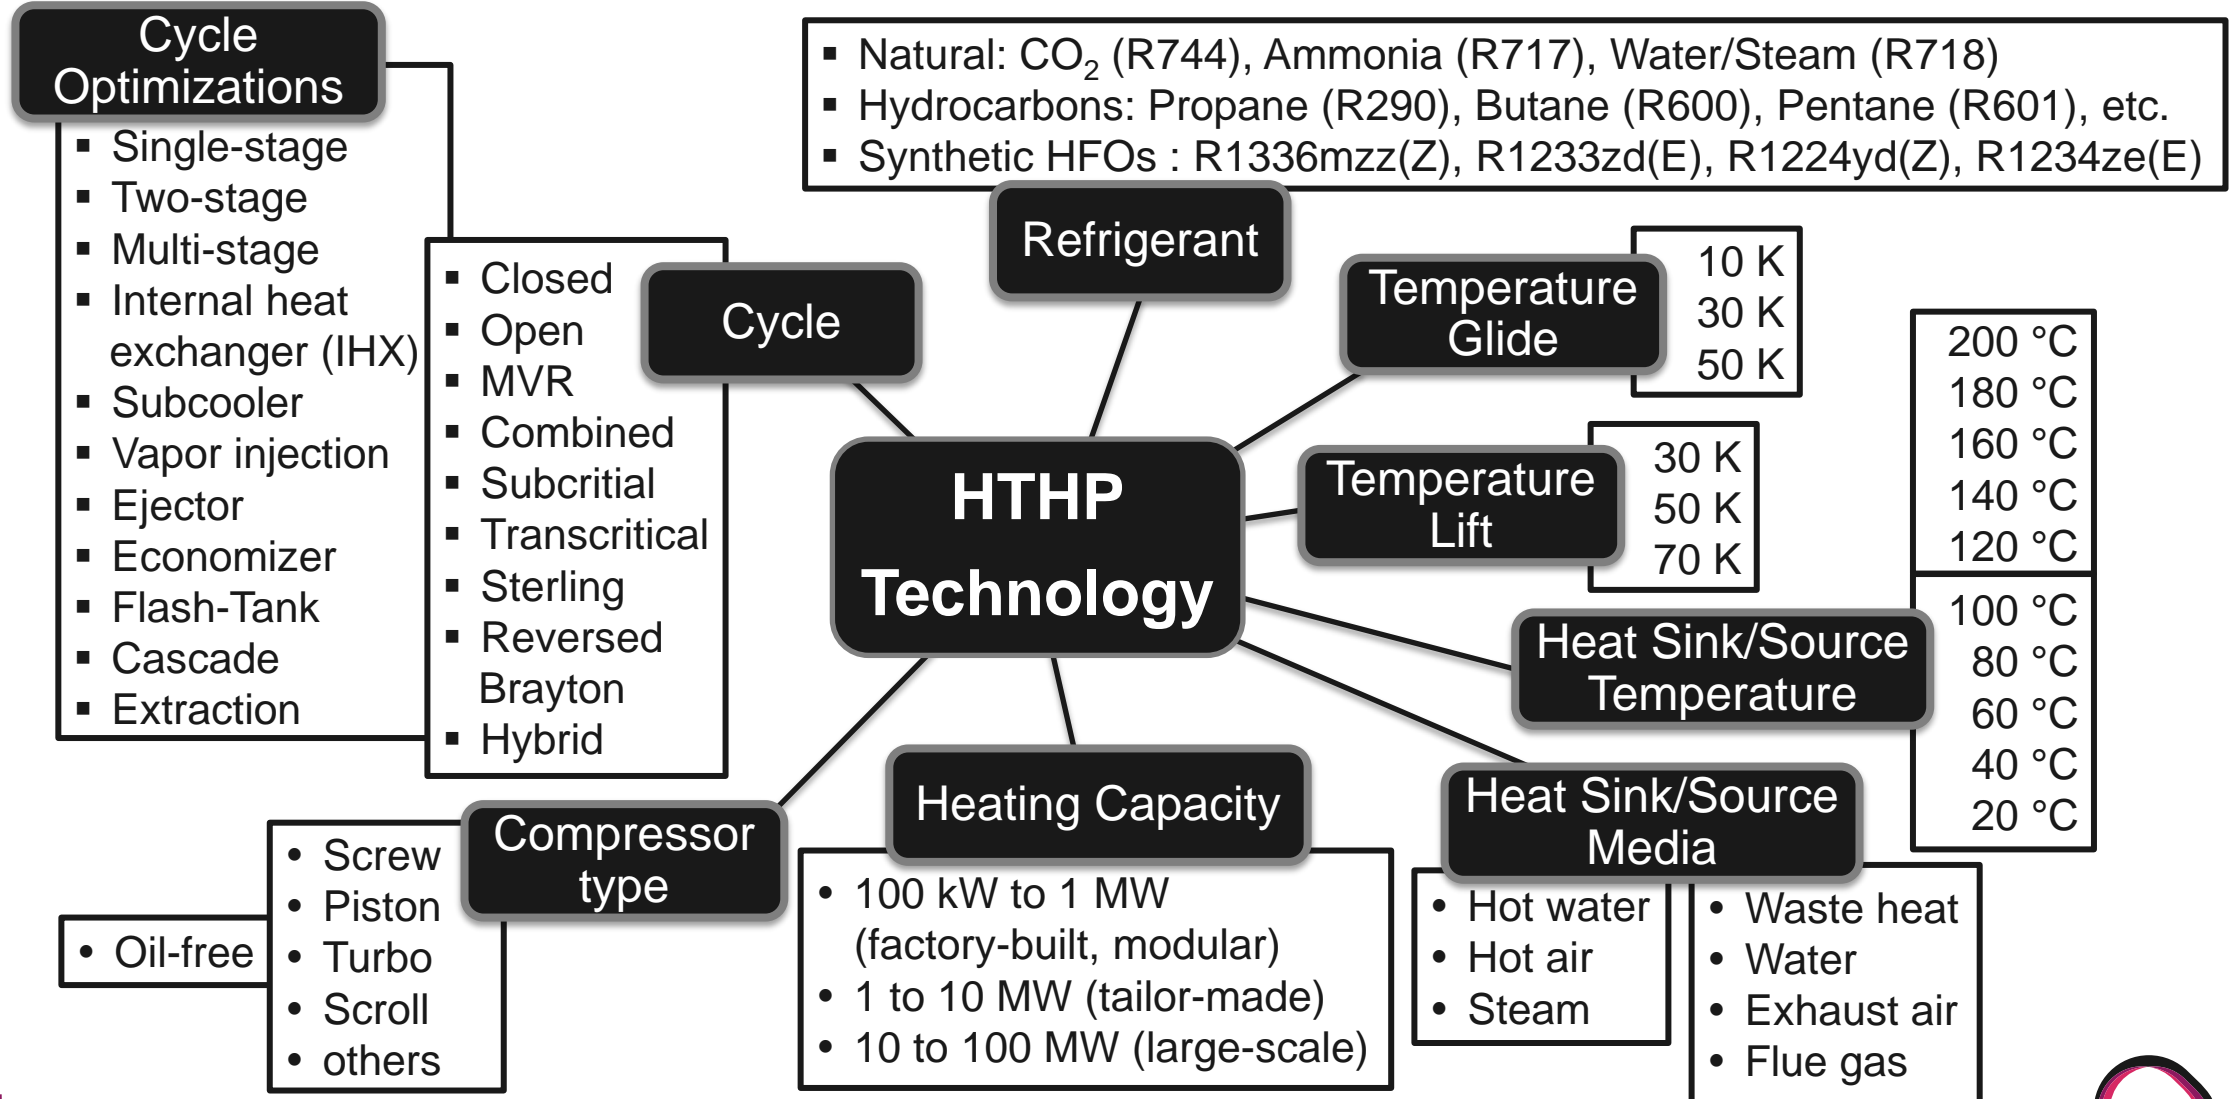 Cycle
Optimizations
▪ Single-stage
▪ Two-stage
▪ Multi-stage
▪ Internal heat
exchanger (IHX)
▪ Subcooler
▪ Vapor injection
▪ Ejector
▪ Economizer
▪ Flash-Tank
▪ Cascade
▪ Extraction
▪ Closed
▪ Open
▪ MVR
▪ Combined
▪ Subcritial
▪ Transcritical
▪ Sterling
▪ Reversed
Brayton
▪ Hybrid
Cycle
▪ Natural: CO₂ (R744), Ammonia (R717), Water/Steam (R718)
▪ Hydrocarbons: Propane (R290), Butane (R600), Pentane (R601), etc.
▪ Synthetic HFOs : R1336mzz(Z), R1233zd(E), R1224yd(Z), R1234ze(E)
Refrigerant
Temperature
Glide
10 K
30 K
50 K
HTHP
Technology
Temperature
Lift
30 K
50 K
70 K
200 °C
180 °C
160 °C
140 °C
120 °C
100 °C
80 °C
60 °C
40 °C
20 °C
Heat Sink/Source
Temperature
Heat Sink/Source
Media
• Hot water
• Hot air
• Steam
• Waste heat
• Water
• Exhaust air
• Flue gas
Heating Capacity
• 100 kW to 1 MW
(factory-built, modular)
• 1 to 10 MW (tailor-made)
• 10 to 100 MW (large-scale)
Compressor
type
• Screw
• Piston
• Turbo
• Scroll
• others
• Oil-free